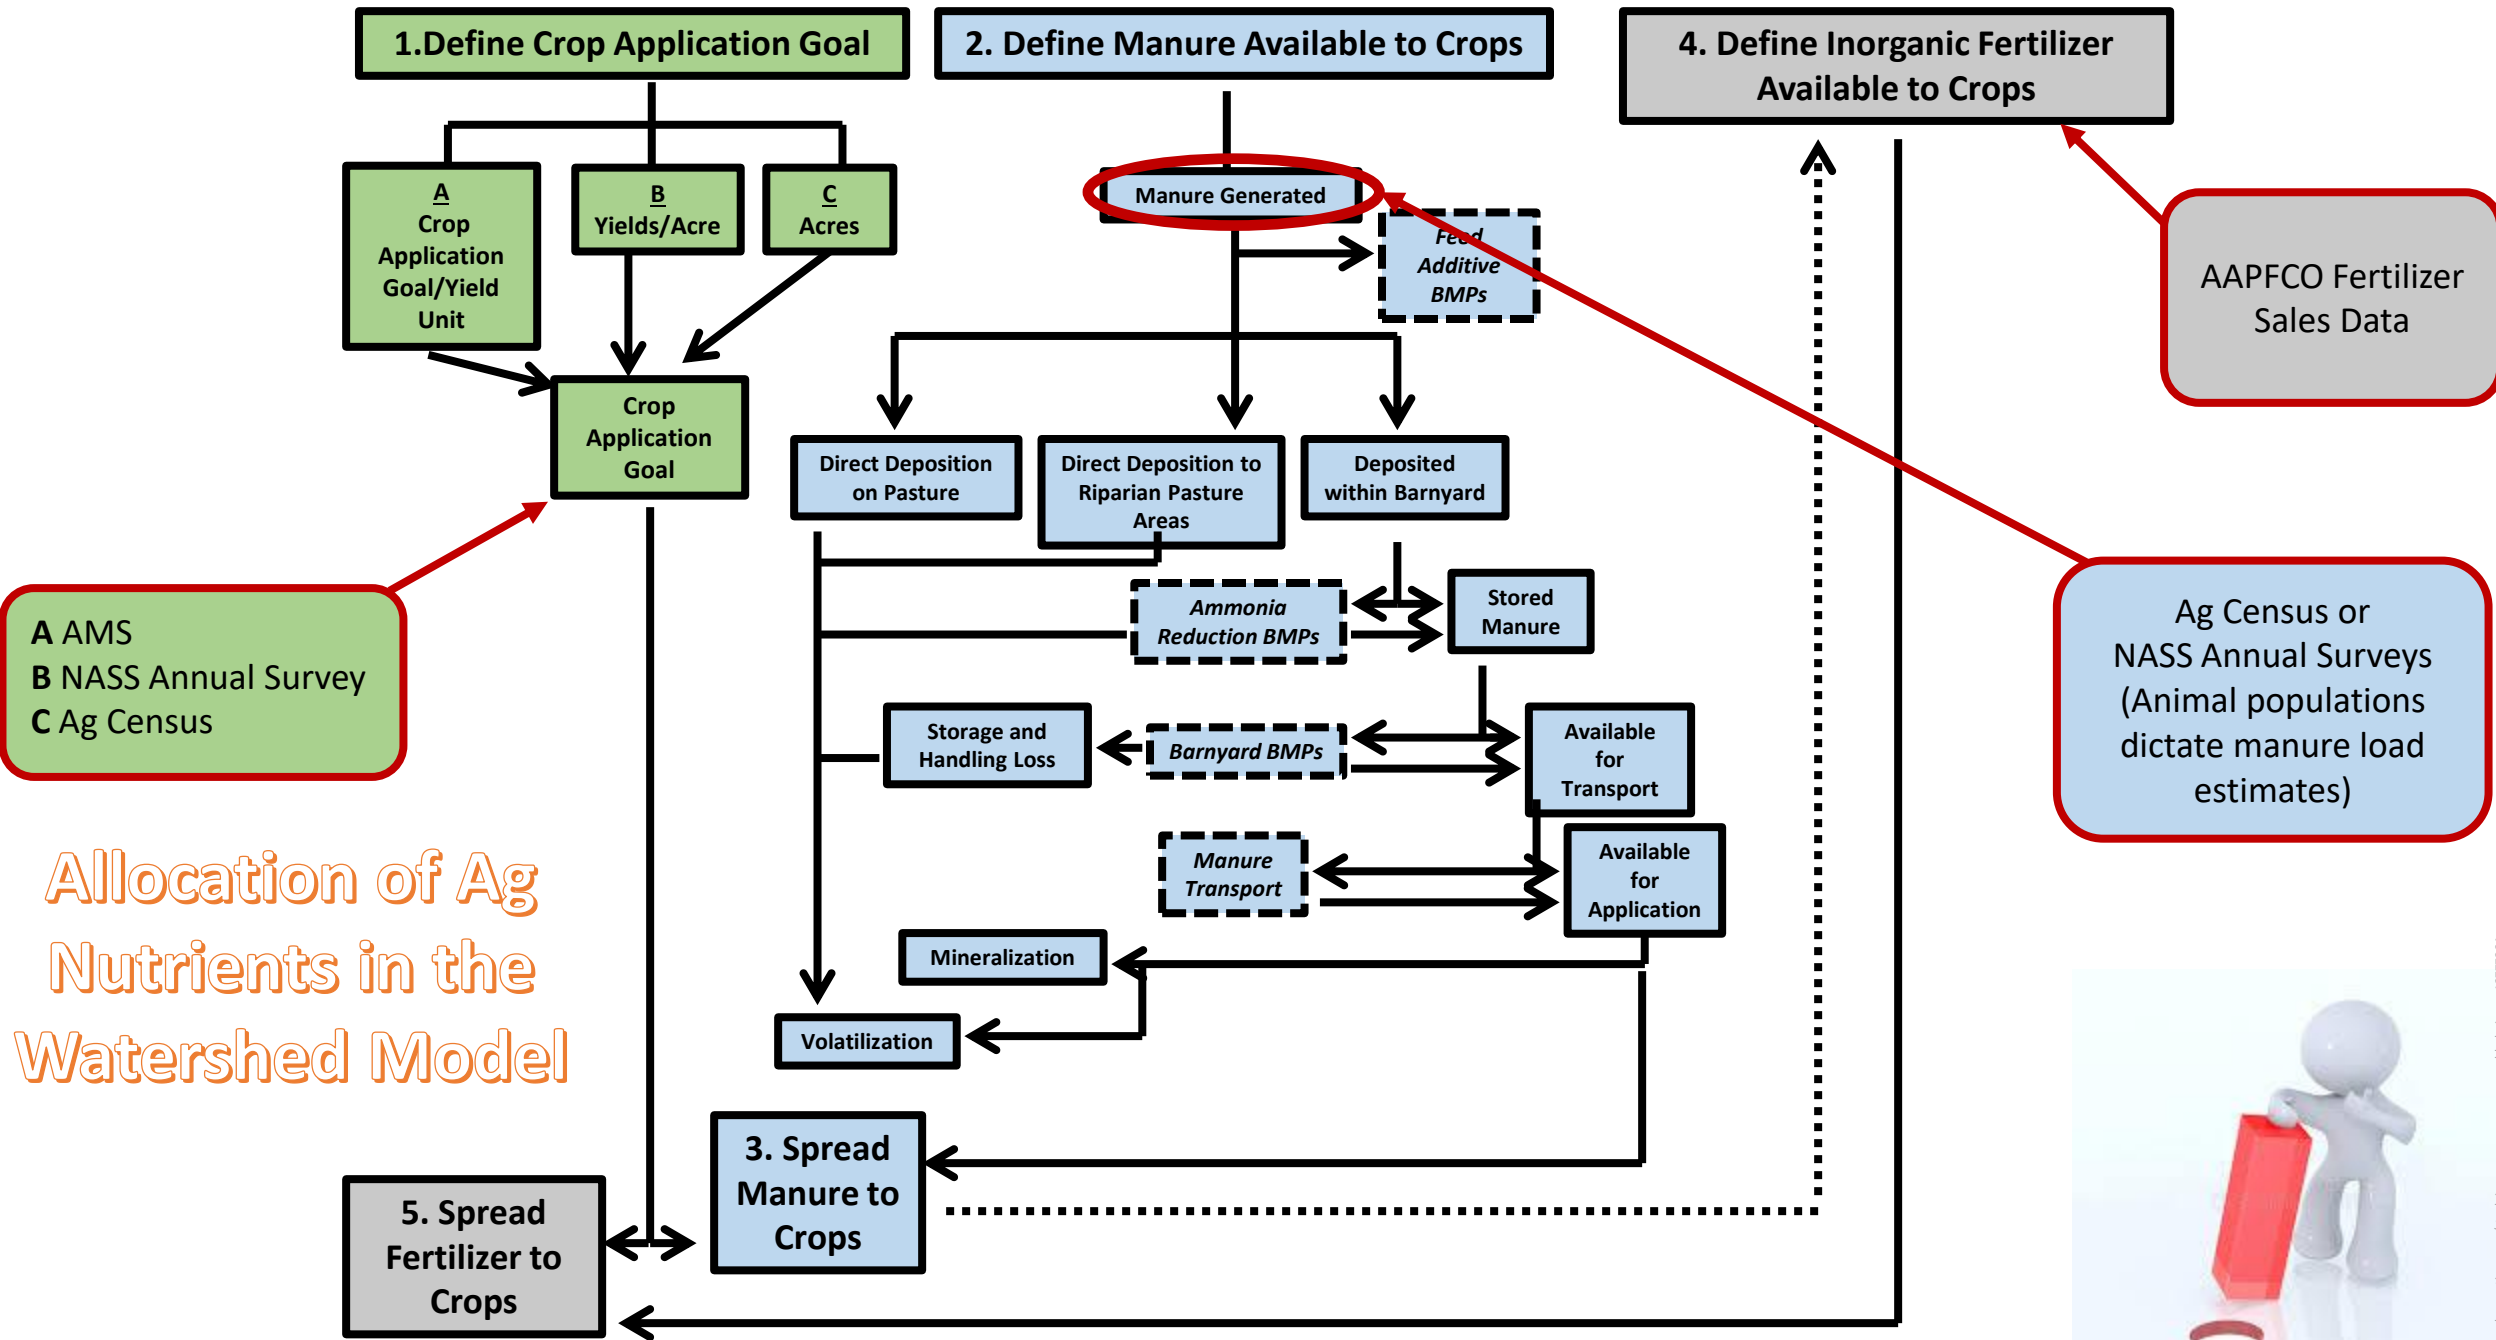 1.Define Crop Application Goal
2. Define Manure Available to Crops
4. Define Inorganic Fertilizer
Available to Crops
A
Crop
Application
Goal/Yield
Unit
B
Yields/Acre
C
Acres
Manure Generated
Feed
Additive
BMPs
AAPFCO Fertilizer
Sales Data
Crop
Application
Goal
Direct Deposition
on Pasture
Direct Deposition to
Riparian Pasture
Areas
Deposited
within Barnyard
A AMS
B NASS Annual Survey
C Ag Census
Ammonia
Reduction BMPs
Stored
Manure
Ag Census or
NASS Annual Surveys
(Animal populations
dictate manure load
estimates)
Storage and
Handling Loss
Barnyard BMPs
Available
for
Transport
Manure
Transport
Available
for
Application
Allocation of Ag
Nutrients in the
Watershed Model
Mineralization
Volatilization
3. Spread
Manure to
Crops
5. Spread
Fertilizer to
Crops